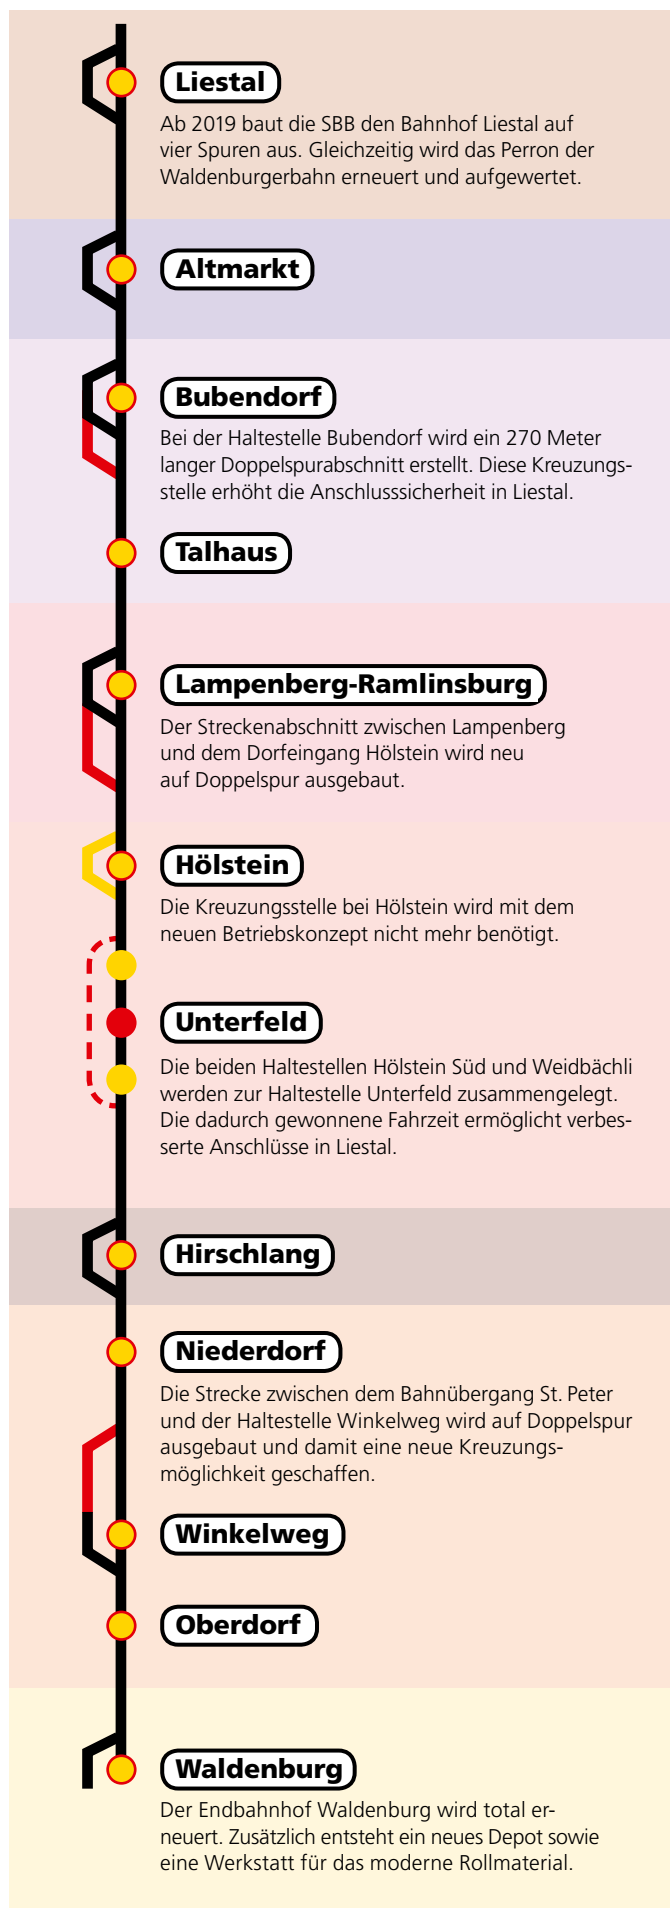 Liestal
Ab 2019 baut die SBB den Bahnhof Liestal auf
vier Spuren aus. Gleichzeitig wird das Perron der
Waldenburgerbahn erneuert und aufgewertet.
Altmarkt
Bubendorf
Bei der Haltestelle Bubendorf wird ein 270 Meter
langer Doppelspurabschnitt erstellt. Diese Kreuzungs-
stelle erhöht die Anschlusssicherheit in Liestal.
Talhaus
Lampenberg-Ramlinsburg
Der Streckenabschnitt zwischen Lampenberg
und dem Dorfeingang Hölstein wird neu
auf Doppelspur ausgebaut.
Hölstein
Die Kreuzungsstelle bei Hölstein wird mit dem
neuen Betriebskonzept nicht mehr benötigt.
Unterfeld
Die beiden Haltestellen Hölstein Süd und Weidbächli
werden zur Haltestelle Unterfeld zusammengelegt.
Die dadurch gewonnene Fahrzeit ermöglicht verbes-
serte Anschlüsse in Liestal.
Hirschlang
Niederdorf
Die Strecke zwischen dem Bahnübergang St. Peter
und der Haltestelle Winkelweg wird auf Doppelspur
ausgebaut und damit eine neue Kreuzungs-
möglichkeit geschaffen.
Winkelweg
Oberdorf
Waldenburg
Der Endbahnhof Waldenburg wird total er-
neuert. Zusätzlich entsteht ein neues Depot sowie
eine Werkstatt für das moderne Rollmaterial.